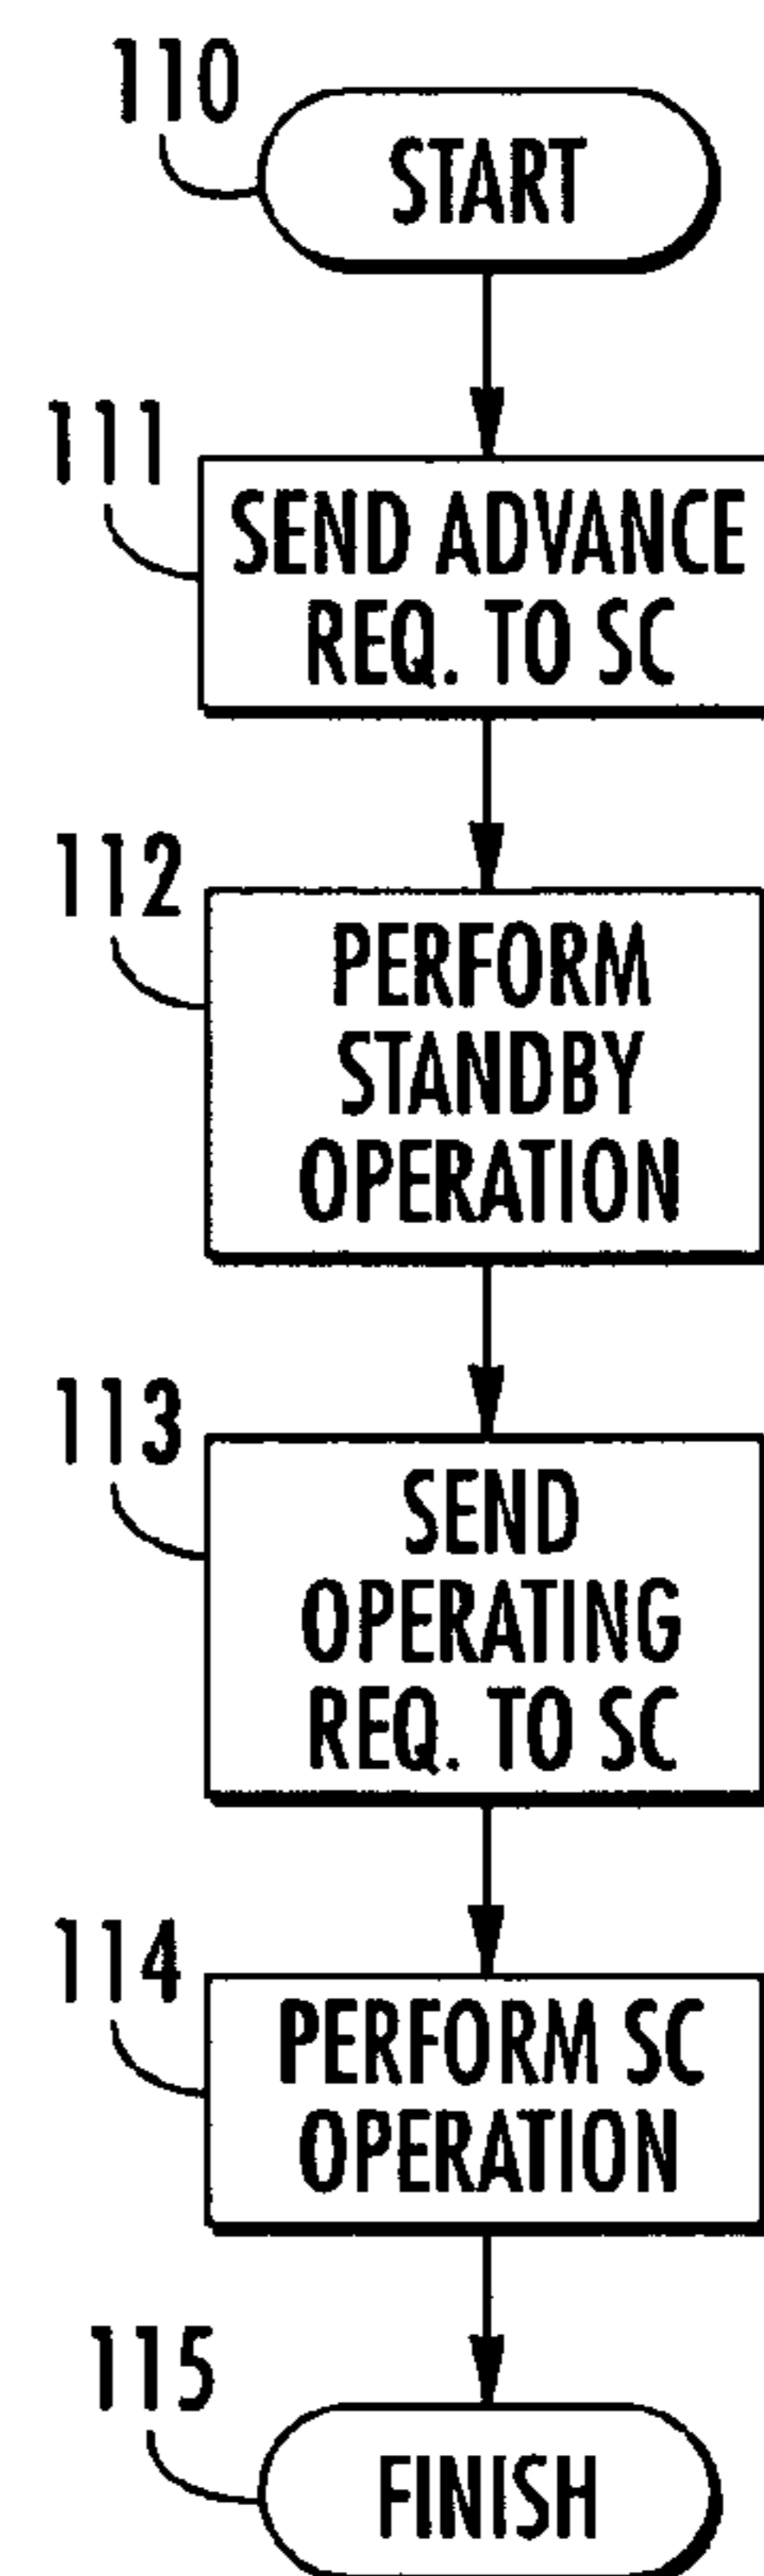 110
START
111
SEND ADVANCE
REQ. TO SC
112
PERFORM
STANDBY
OPERATION
113
SEND
OPERATING
REQ. TO SC
114
PERFORM SC
OPERATION
115
FINISH